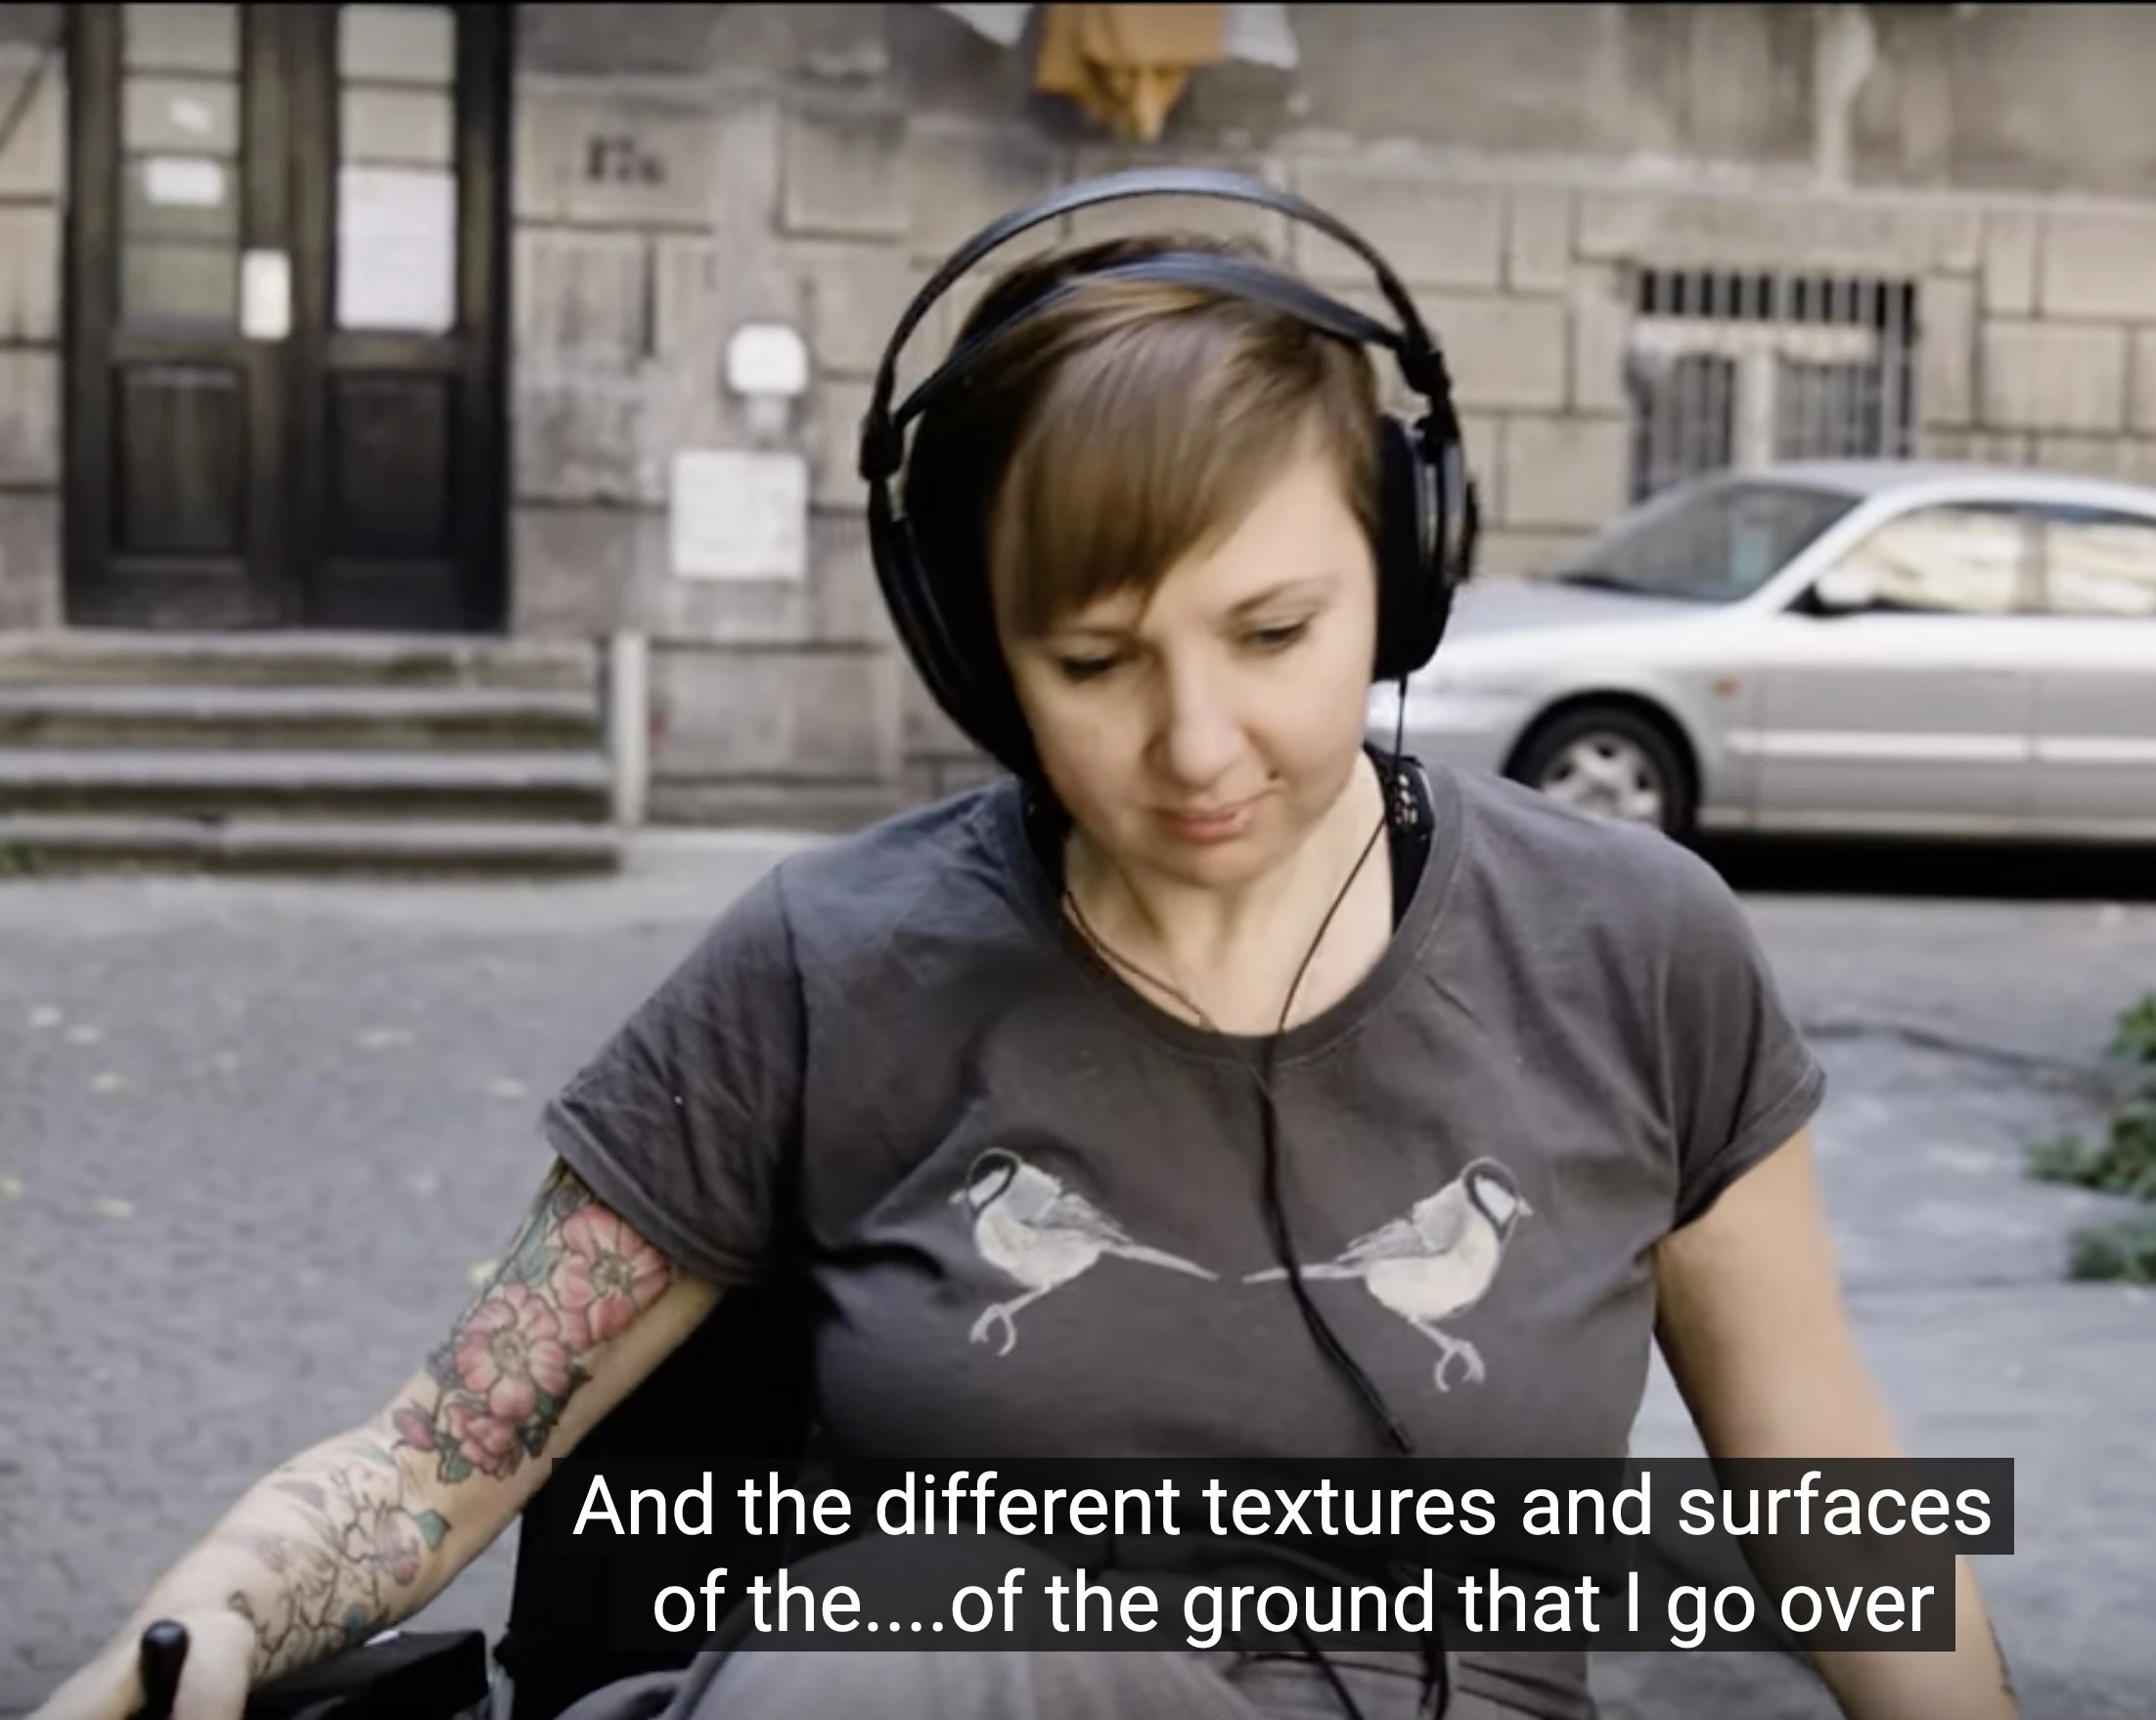 And the different textures and surfaces
of the....of the ground that I go over